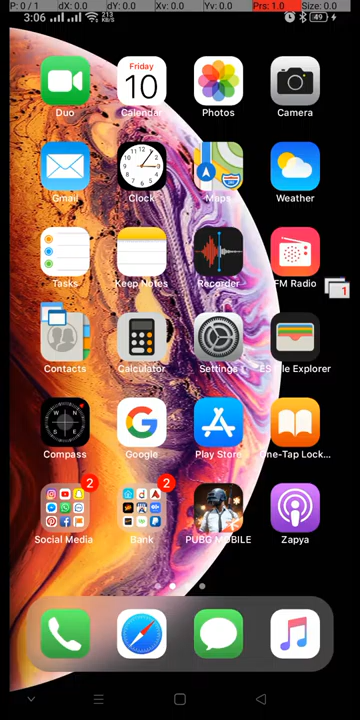 P: 0 / 1 dX: 0.0 dY: 0.0 Xv: 0.0 Yv: 0.0 Prs: 1.0 Size: 0.0
3:06 213 KB/s 49
Friday
10
Duo Calendar Photos Camera
Gmail Clock Maps Weather
Tasks Keep Notes Recorder FM Radio
1
Contacts Calculator Settings ES File Explorer
Compass Google Play Store One-Tap Lock...
2 2
Social Media Bank PUBG MOBILE Zapya